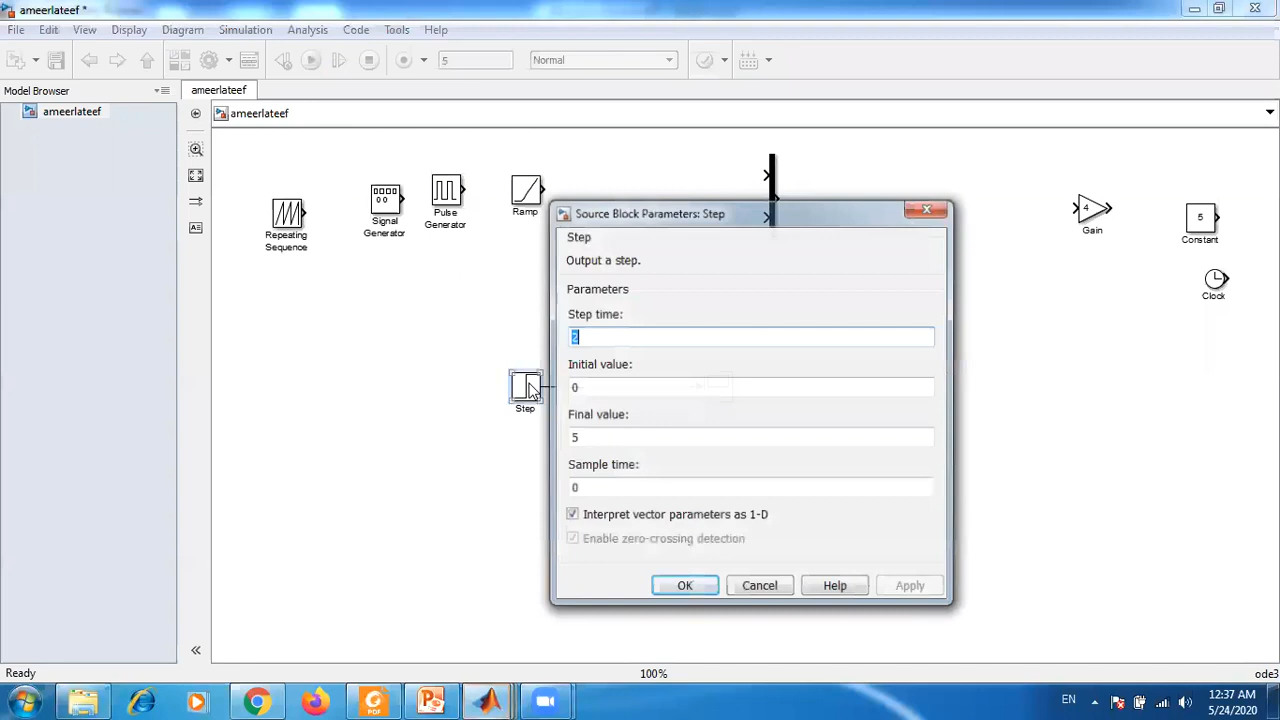 ameerlateef *
File Edit View Display Diagram Simulation Analysis Code Tools Help
5
Normal
Model Browser
ameerlateef
ameerlateef
ameerlateef
Repeating
Sequence
Signal
Generator
Pulse
Generator
Ramp
4
Gain
5
Constant
Clock
Step
Source Block Parameters: Step
Step
Output a step.
Parameters
Step time:
2
Initial value:
0
Final value:
5
Sample time:
0
Interpret vector parameters as 1-D
Enable zero-crossing detection
OK Cancel Help Apply
Ready
100%
ode3
PDF
EN
12:37 AM
5/24/2020